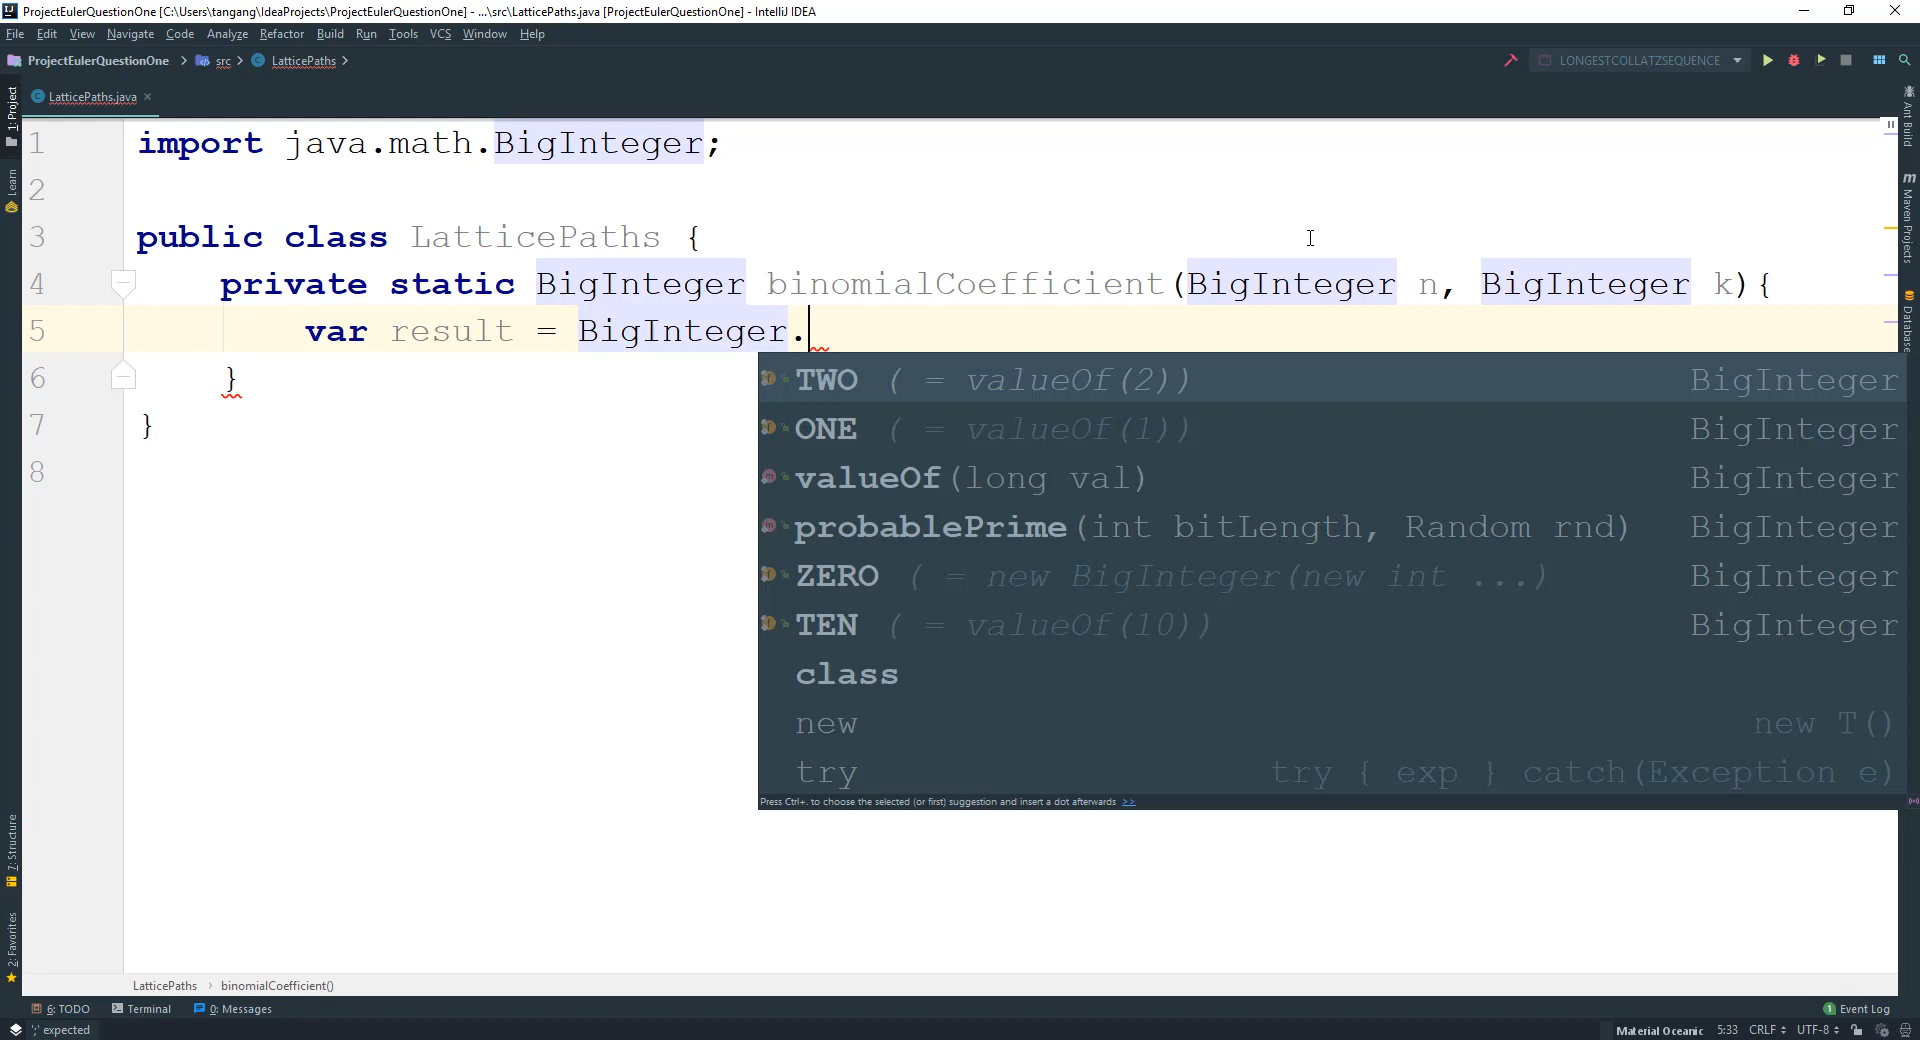 ProjectEulerQuestionOne [C:\Users\tangang\IdeaProjects\ProjectEulerQuestionOne] - ...\src\LatticePaths.java [ProjectEulerQuestionOne] - IntelliJ IDEA
File Edit View Navigate Code Analyze Refactor Build Run Tools VCS Window Help
ProjectEulerQuestionOne src LatticePaths LONGESTCOLLATZSEQUENCE
LatticePaths.java
1: Project
Learn
7: Structure
2: Favorites
1 import java.math.BigInteger;
2
3 public class LatticePaths {
4 private static BigInteger binomialCoefficient(BigInteger n, BigInteger k){
5 var result = BigInteger.
6 }
7 }
8
TWO ( = valueOf(2)) BigInteger
ONE ( = valueOf(1)) BigInteger
valueOf(long val) BigInteger
probablePrime(int bitLength, Random rnd) BigInteger
ZERO ( = new BigInteger(new int ...) BigInteger
TEN ( = valueOf(10)) BigInteger
class
new new T()
try try { exp } catch(Exception e)
Press Ctrl+. to choose the selected (or first) suggestion and insert a dot afterwards >>
Ant Build
Maven Projects
Database
LatticePaths binomialCoefficient()
6: TODO Terminal 0: Messages 1 Event Log
';' expected Material Oceanic 5:33 CRLF UTF-8